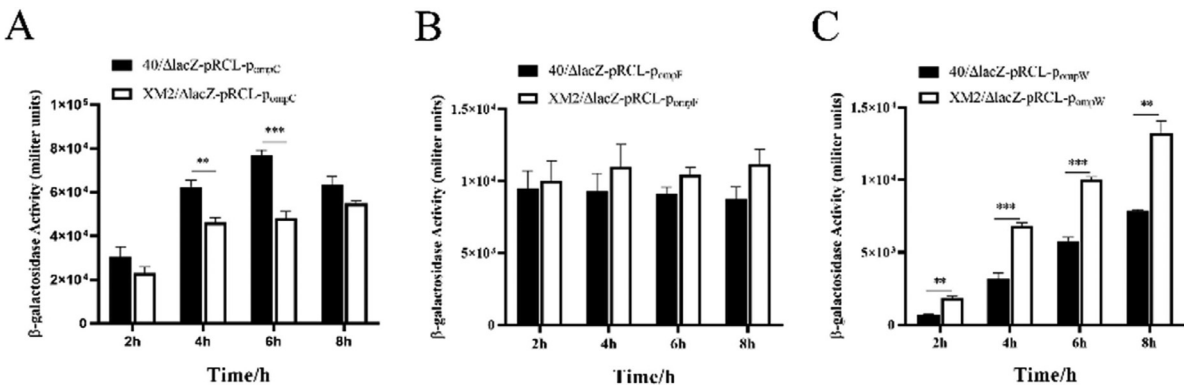 A
40/ΔlacZ-pRCL-pompC
XM2/ΔlacZ-pRCL-pompC
β-galactosidase Activity (militer units)
1×10⁵
8×10⁴
6×10⁴
4×10⁴
2×10⁴
0
**
***
2h 4h 6h 8h
Time/h
B
40/ΔlacZ-pRCL-pompF
XM2/ΔlacZ-pRCL-pompF
β-galactosidase Activity (militer units)
1.5×10⁴
1×10⁴
5×10³
0
2h 4h 6h 8h
Time/h
C
40/ΔlacZ-pRCL-pompW
XM2/ΔlacZ-pRCL-pompW
β-galactosidase Activity (militer units)
1.5×10⁴
1×10⁴
5×10³
0
**
***
***
**
2h 4h 6h 8h
Time/h